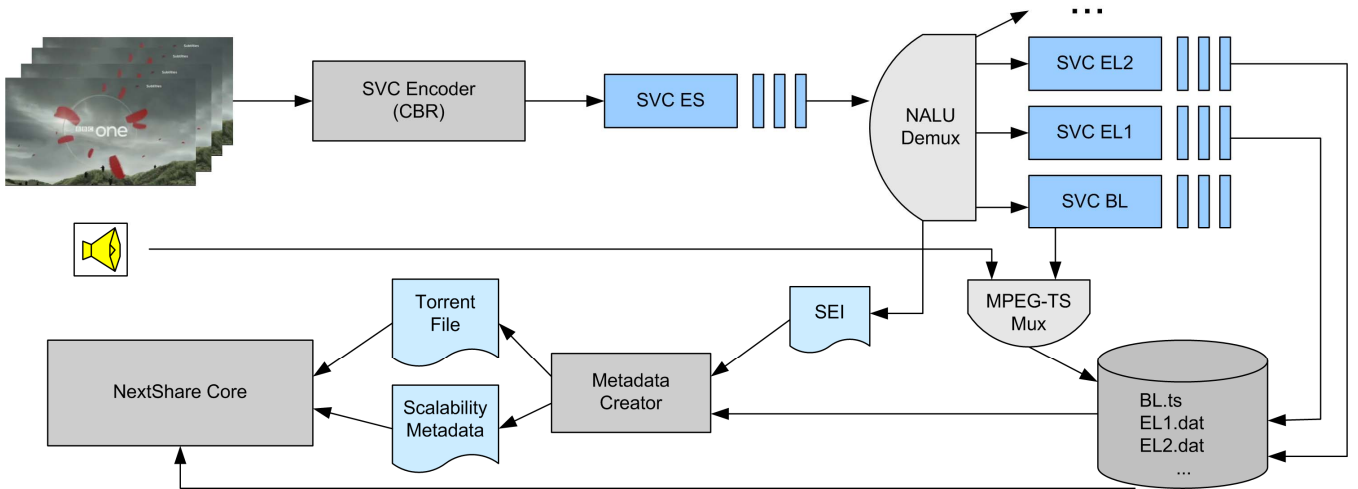 ...
SVC EL2
SVC Encoder
(CBR)
SVC ES
NALU
Demux
SVC EL1
one
SVC BL
MPEG-TS
Mux
Torrent
File
SEI
NextShare Core
Metadata
Creator
Scalability
Metadata
BL.ts
EL1.dat
EL2.dat
...